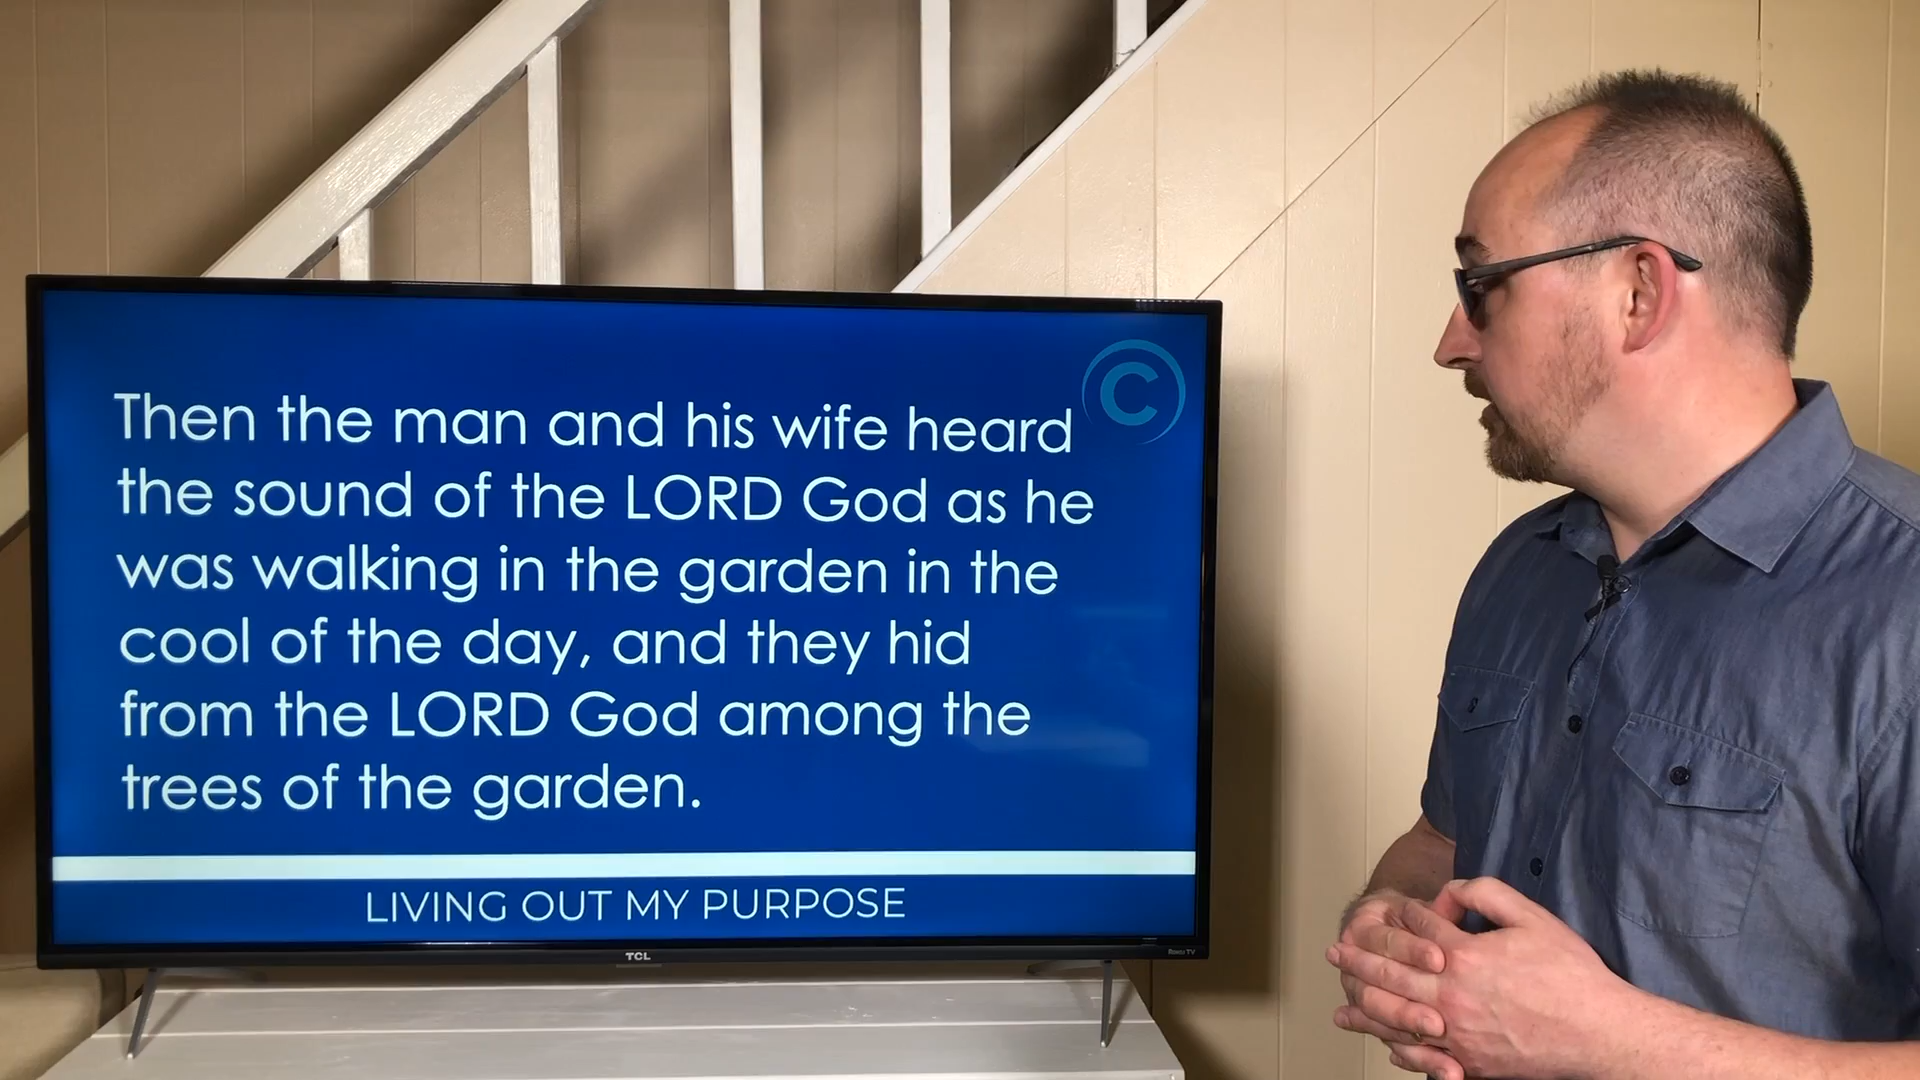 C
Then the man and his wife heard
the sound of the LORD God as he
was walking in the garden in the
cool of the day, and they hid
from the LORD God among the
trees of the garden.
LIVING OUT MY PURPOSE
TCL
Roku TV